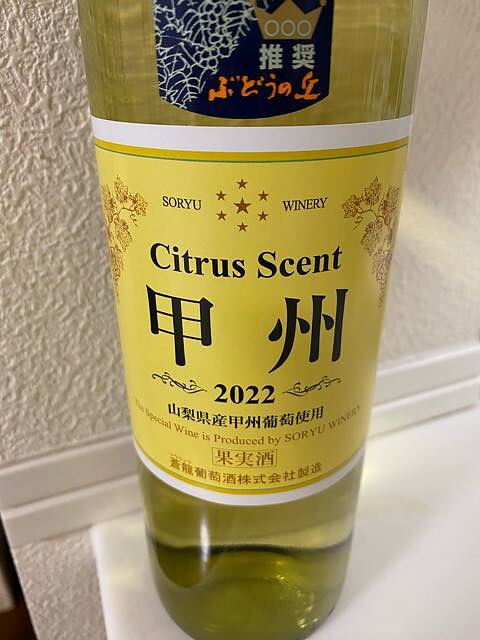 ○○○
推奨
ぶどうの丘
SORYU WINERY
Citrus Scent
甲州
2022
山梨県産甲州葡萄使用
The Special Wine is Produced by SORYU WINERY
果実酒
蒼龍葡萄酒株式会社製造